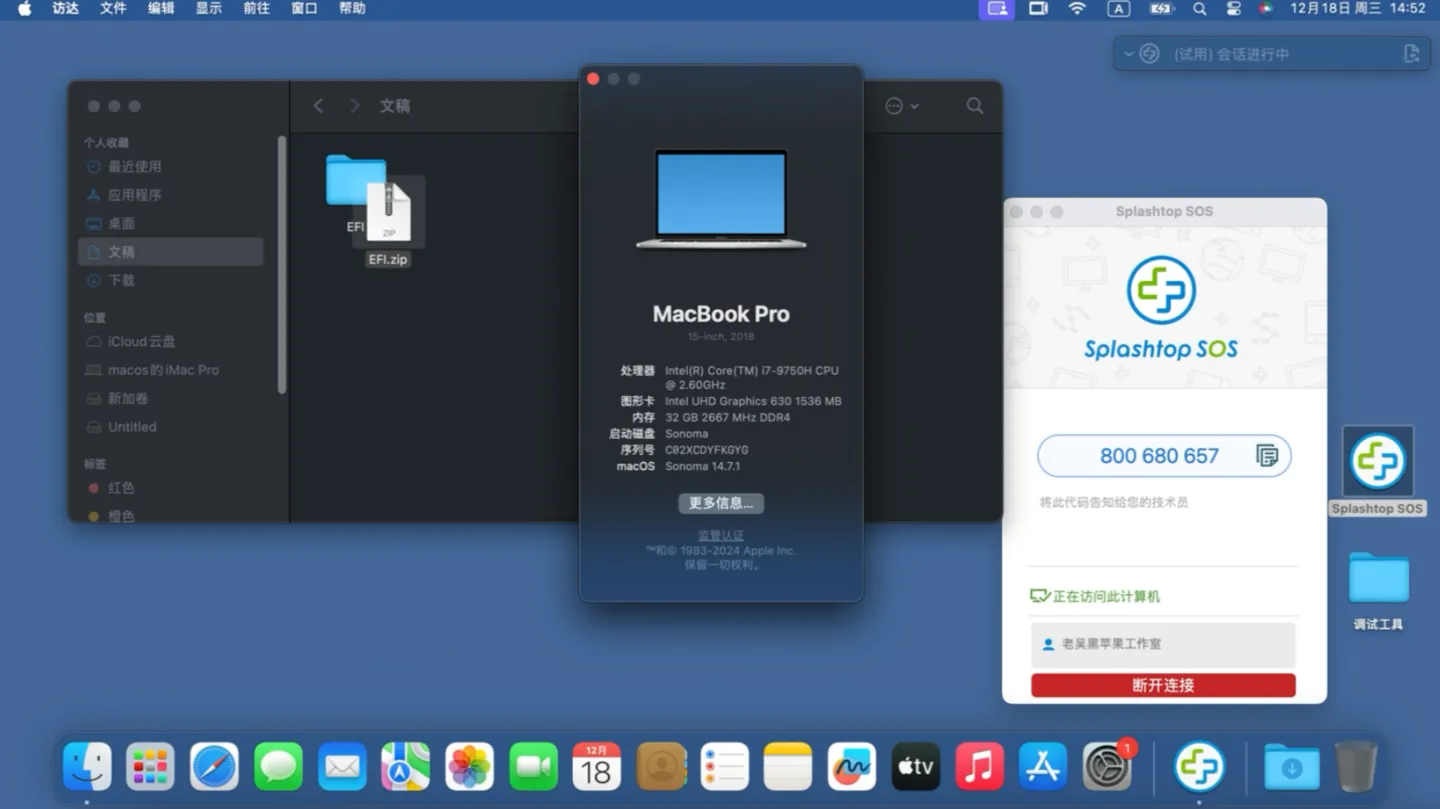 访达 文件 编辑 显示 前往 窗口 帮助
A
12月18日 周三 14:52
(试用) 会话进行中
文稿
个人收藏
最近使用
应用程序
桌面
文稿
下载
位置
iCloud云盘
macos的iMac Pro
新加卷
Untitled
标签
红色
橙色
EFI
ZIP
EFI.zip
MacBook Pro
15-inch, 2018
处理器 Intel(R) Core(TM) i7-9750H CPU
@ 2.60GHz
图形卡 Intel UHD Graphics 630 1536 MB
内存 32 GB 2667 MHz DDR4
启动磁盘 Sonoma
序列号 C02XCDYFKGYG
macOS Sonoma 14.7.1
更多信息...
监管认证
™和© 1983-2024 Apple Inc.
保留一切权利。
Splashtop SOS
Splashtop SOS
800 680 657
将此代码告知给您的技术员
正在访问此计算机
老吴黑苹果工作室
断开连接
Splashtop SOS
调试工具
12月
18
tv
1